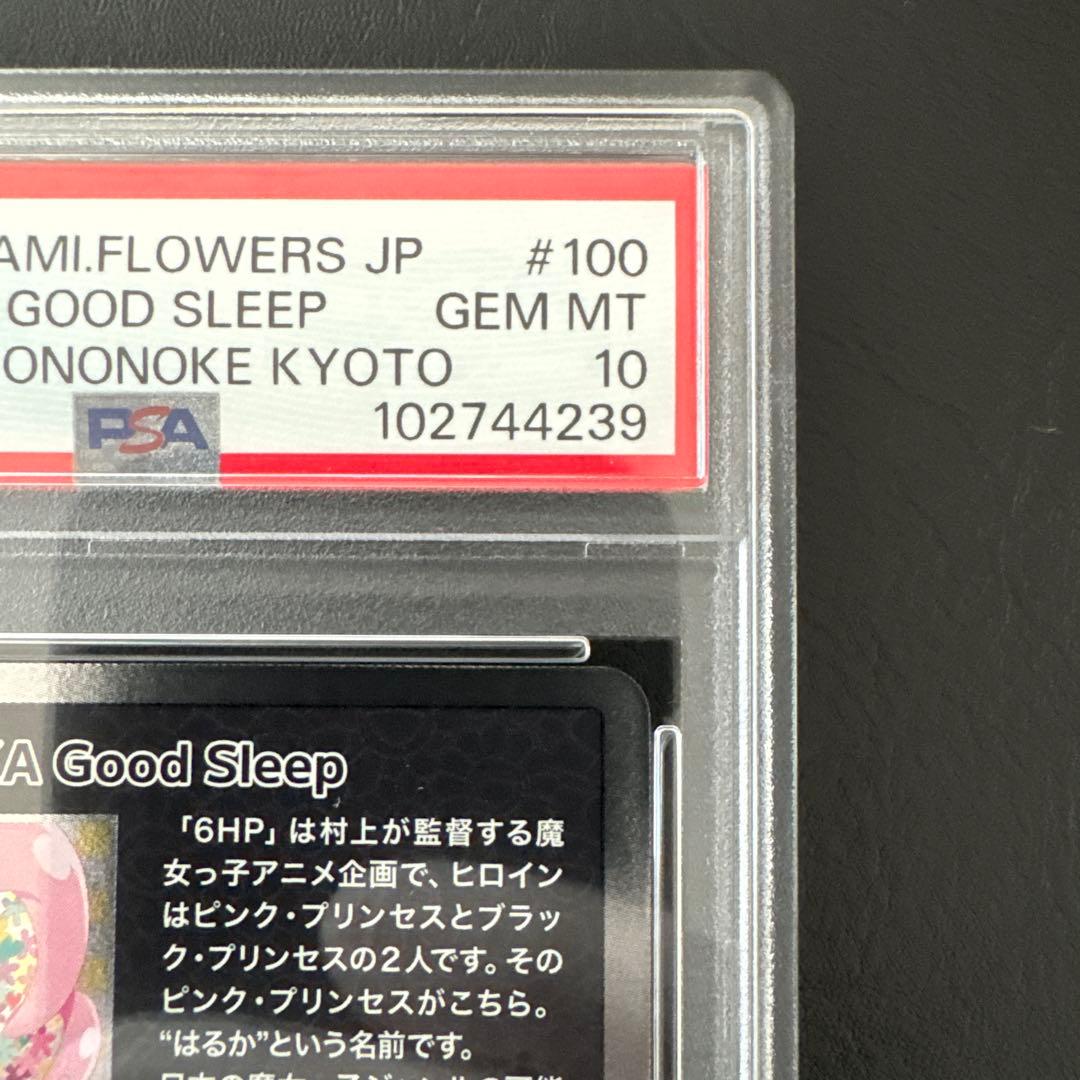 AMI.FLOWERS JP #100
GOOD SLEEP GEM MT
ONONOKE KYOTO 10
PSA 102744239
A Good Sleep
「6HP」は村上が監督する魔
女っ子アニメ企画で、ヒロイン
はピンク・プリンセスとブラッ
ク・プリンセスの2人です。その
ピンク・プリンセスがこちら。
“はるか”という名前です。